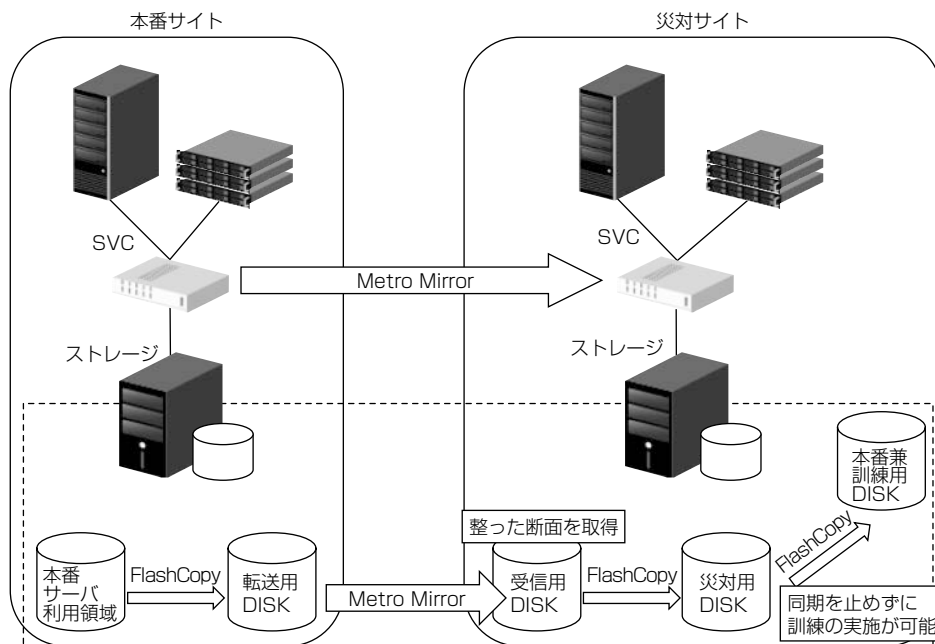 本番サイト
災対サイト
SVC
SVC
Metro Mirror
ストレージ
ストレージ
本番兼
訓練用
DISK
整った断面を取得
本番
サーバ
利用領域
FlashCopy
転送用
DISK
Metro Mirror
受信用
DISK
FlashCopy
災対用
DISK
FlashCopy
同期を止めずに
訓練の実施が可能